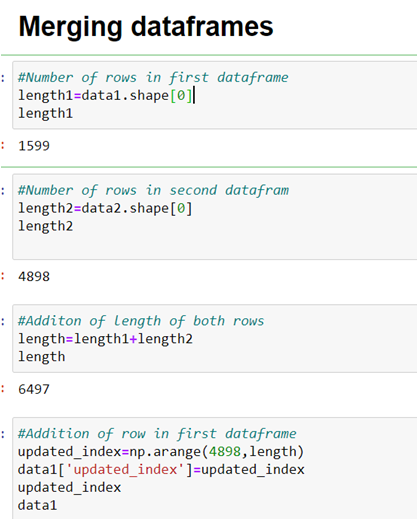 Merging dataframes
: #Number of rows in first dataframe
length1=data1.shape[0]
length1
: 1599
: #Number of rows in second datafram
length2=data2.shape[0]
length2
: 4898
: #Additon of length of both rows
length=length1+length2
length
: 6497
: #Addition of row in first dataframe
updated_index=np.arange(4898,length)
data1['updated_index']=updated_index
updated_index
data1